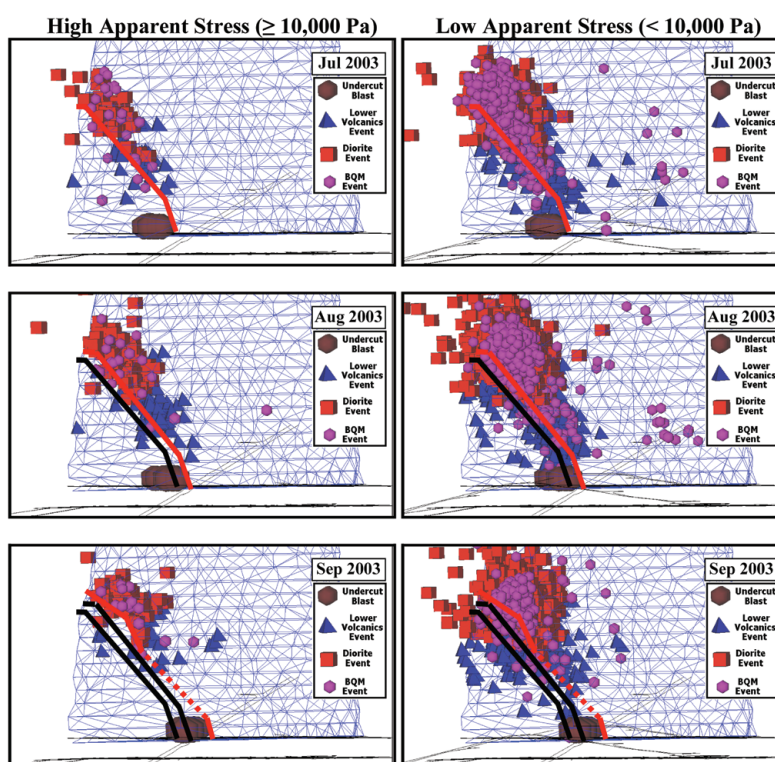 High Apparent Stress (≥ 10,000 Pa)
Low Apparent Stress (< 10,000 Pa)
Jul 2003
Undercut
Blast
Lower
Volcanics
Event
Diorite
Event
BQM
Event
Jul 2003
Undercut
Blast
Lower
Volcanics
Event
Diorite
Event
BQM
Event
Aug 2003
Undercut
Blast
Lower
Volcanics
Event
Diorite
Event
BQM
Event
Aug 2003
Undercut
Blast
Lower
Volcanics
Event
Diorite
Event
BQM
Event
Sep 2003
Undercut
Blast
Lower
Volcanics
Event
Diorite
Event
BQM
Event
Sep 2003
Undercut
Blast
Lower
Volcanics
Event
Diorite
Event
BQM
Event